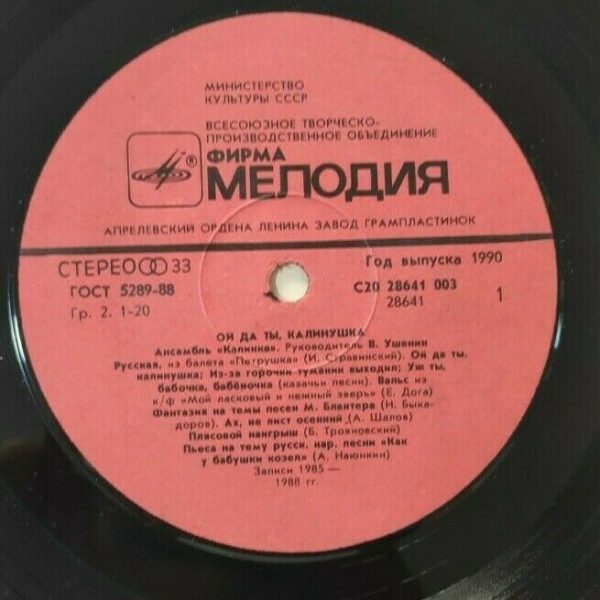 МИНИСТЕРСТВО
КУЛЬТУРЫ СССР
ВСЕСОЮЗНОЕ ТВОРЧЕСКО-
ПРОИЗВОДСТВЕННОЕ ОБЪЕДИНЕНИЕ
ФИРМА
®
МЕЛОДИЯ
АПРЕЛЕВСКИЙ ОРДЕНА ЛЕНИНА ЗАВОД ГРАМПЛАСТИНОК
СТЕРЕО 33
ГОСТ 5289-88
Гр. 2. 1-20
Год выпуска 1990
С20 28641 003
28641
1
ОЙ ДА ТЫ, КАЛИНУШКА
Ансамбль «Калинка». Руководитель В. Ушенин
Русская, из балета «Петрушка» (И. Стравинский). Ой да ты,
калинушка; Из-за горочки туманик выходил; Уж ты,
бабочка, бабёночка (казачьи песни). Вальс из
к/ф «Мой ласковый и нежный зверь» (Е. Дога)
Фантазия на темы песен М. Блантера (Н. Быка-
доров). Ах, не лист осенний (А. Шалов)
Плясовой наигрыш (Б. Трояновский)
Пьеса на тему русск. нар. песни «Как
у бабушки козел» (А. Наюнкин)
Записи 1985—
1988 гг.